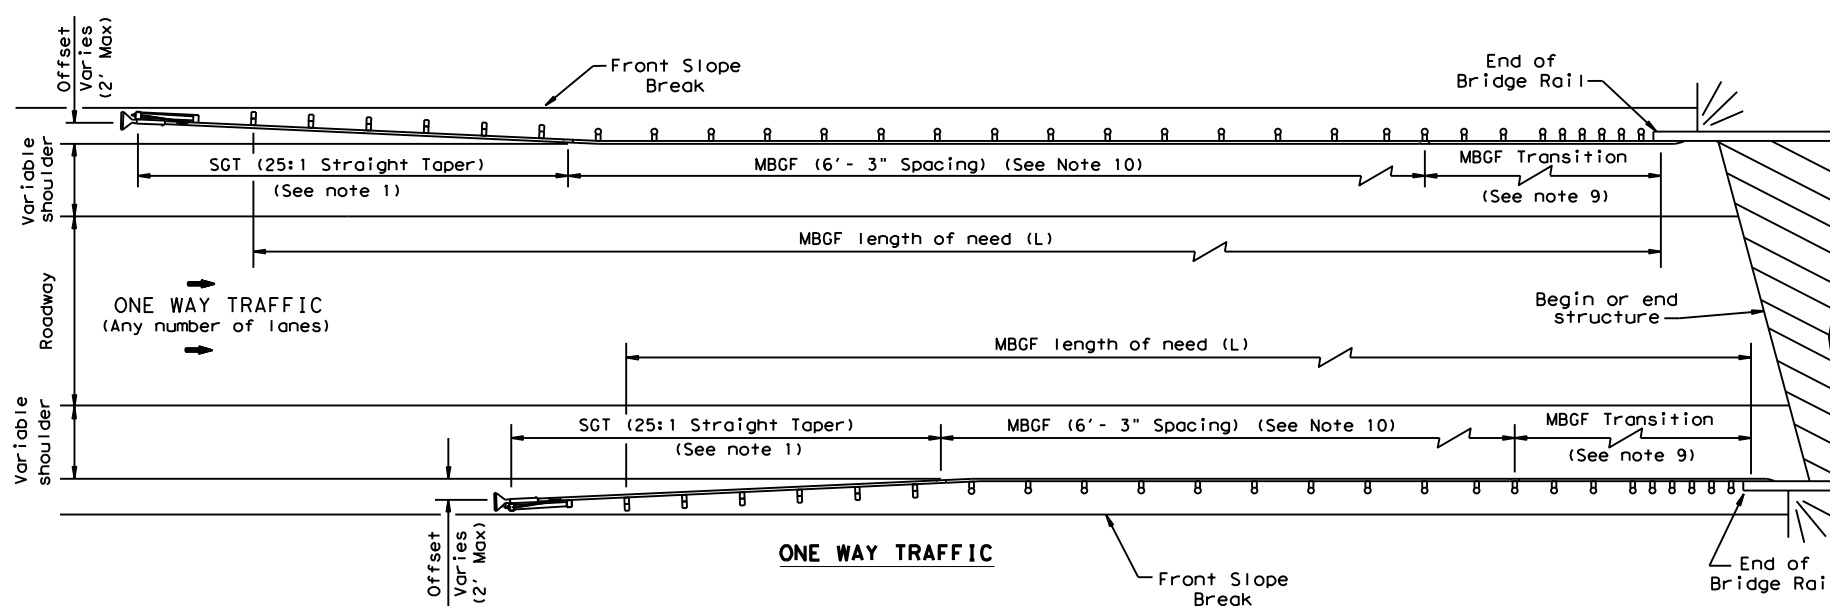 Offset
Varies
(2' Max)
Front Slope
Break
End of
Bridge Rail
Variable
shoulder
SGT (25:1 Straight Taper)
(See note 1)
MBGF (6'- 3" Spacing) (See Note 10)
MBGF Transition
(See note 9)
MBGF length of need (L)
Roadway
ONE WAY TRAFFIC
(Any number of lanes)
Begin or end
structure
MBGF length of need (L)
Variable
shoulder
SGT (25:1 Straight Taper)
(See note 1)
MBGF (6'- 3" Spacing) (See Note 10)
MBGF Transition
(See note 9)
Offset
Varies
(2' Max)
ONE WAY TRAFFIC
Front Slope
Break
End of
Bridge Rai